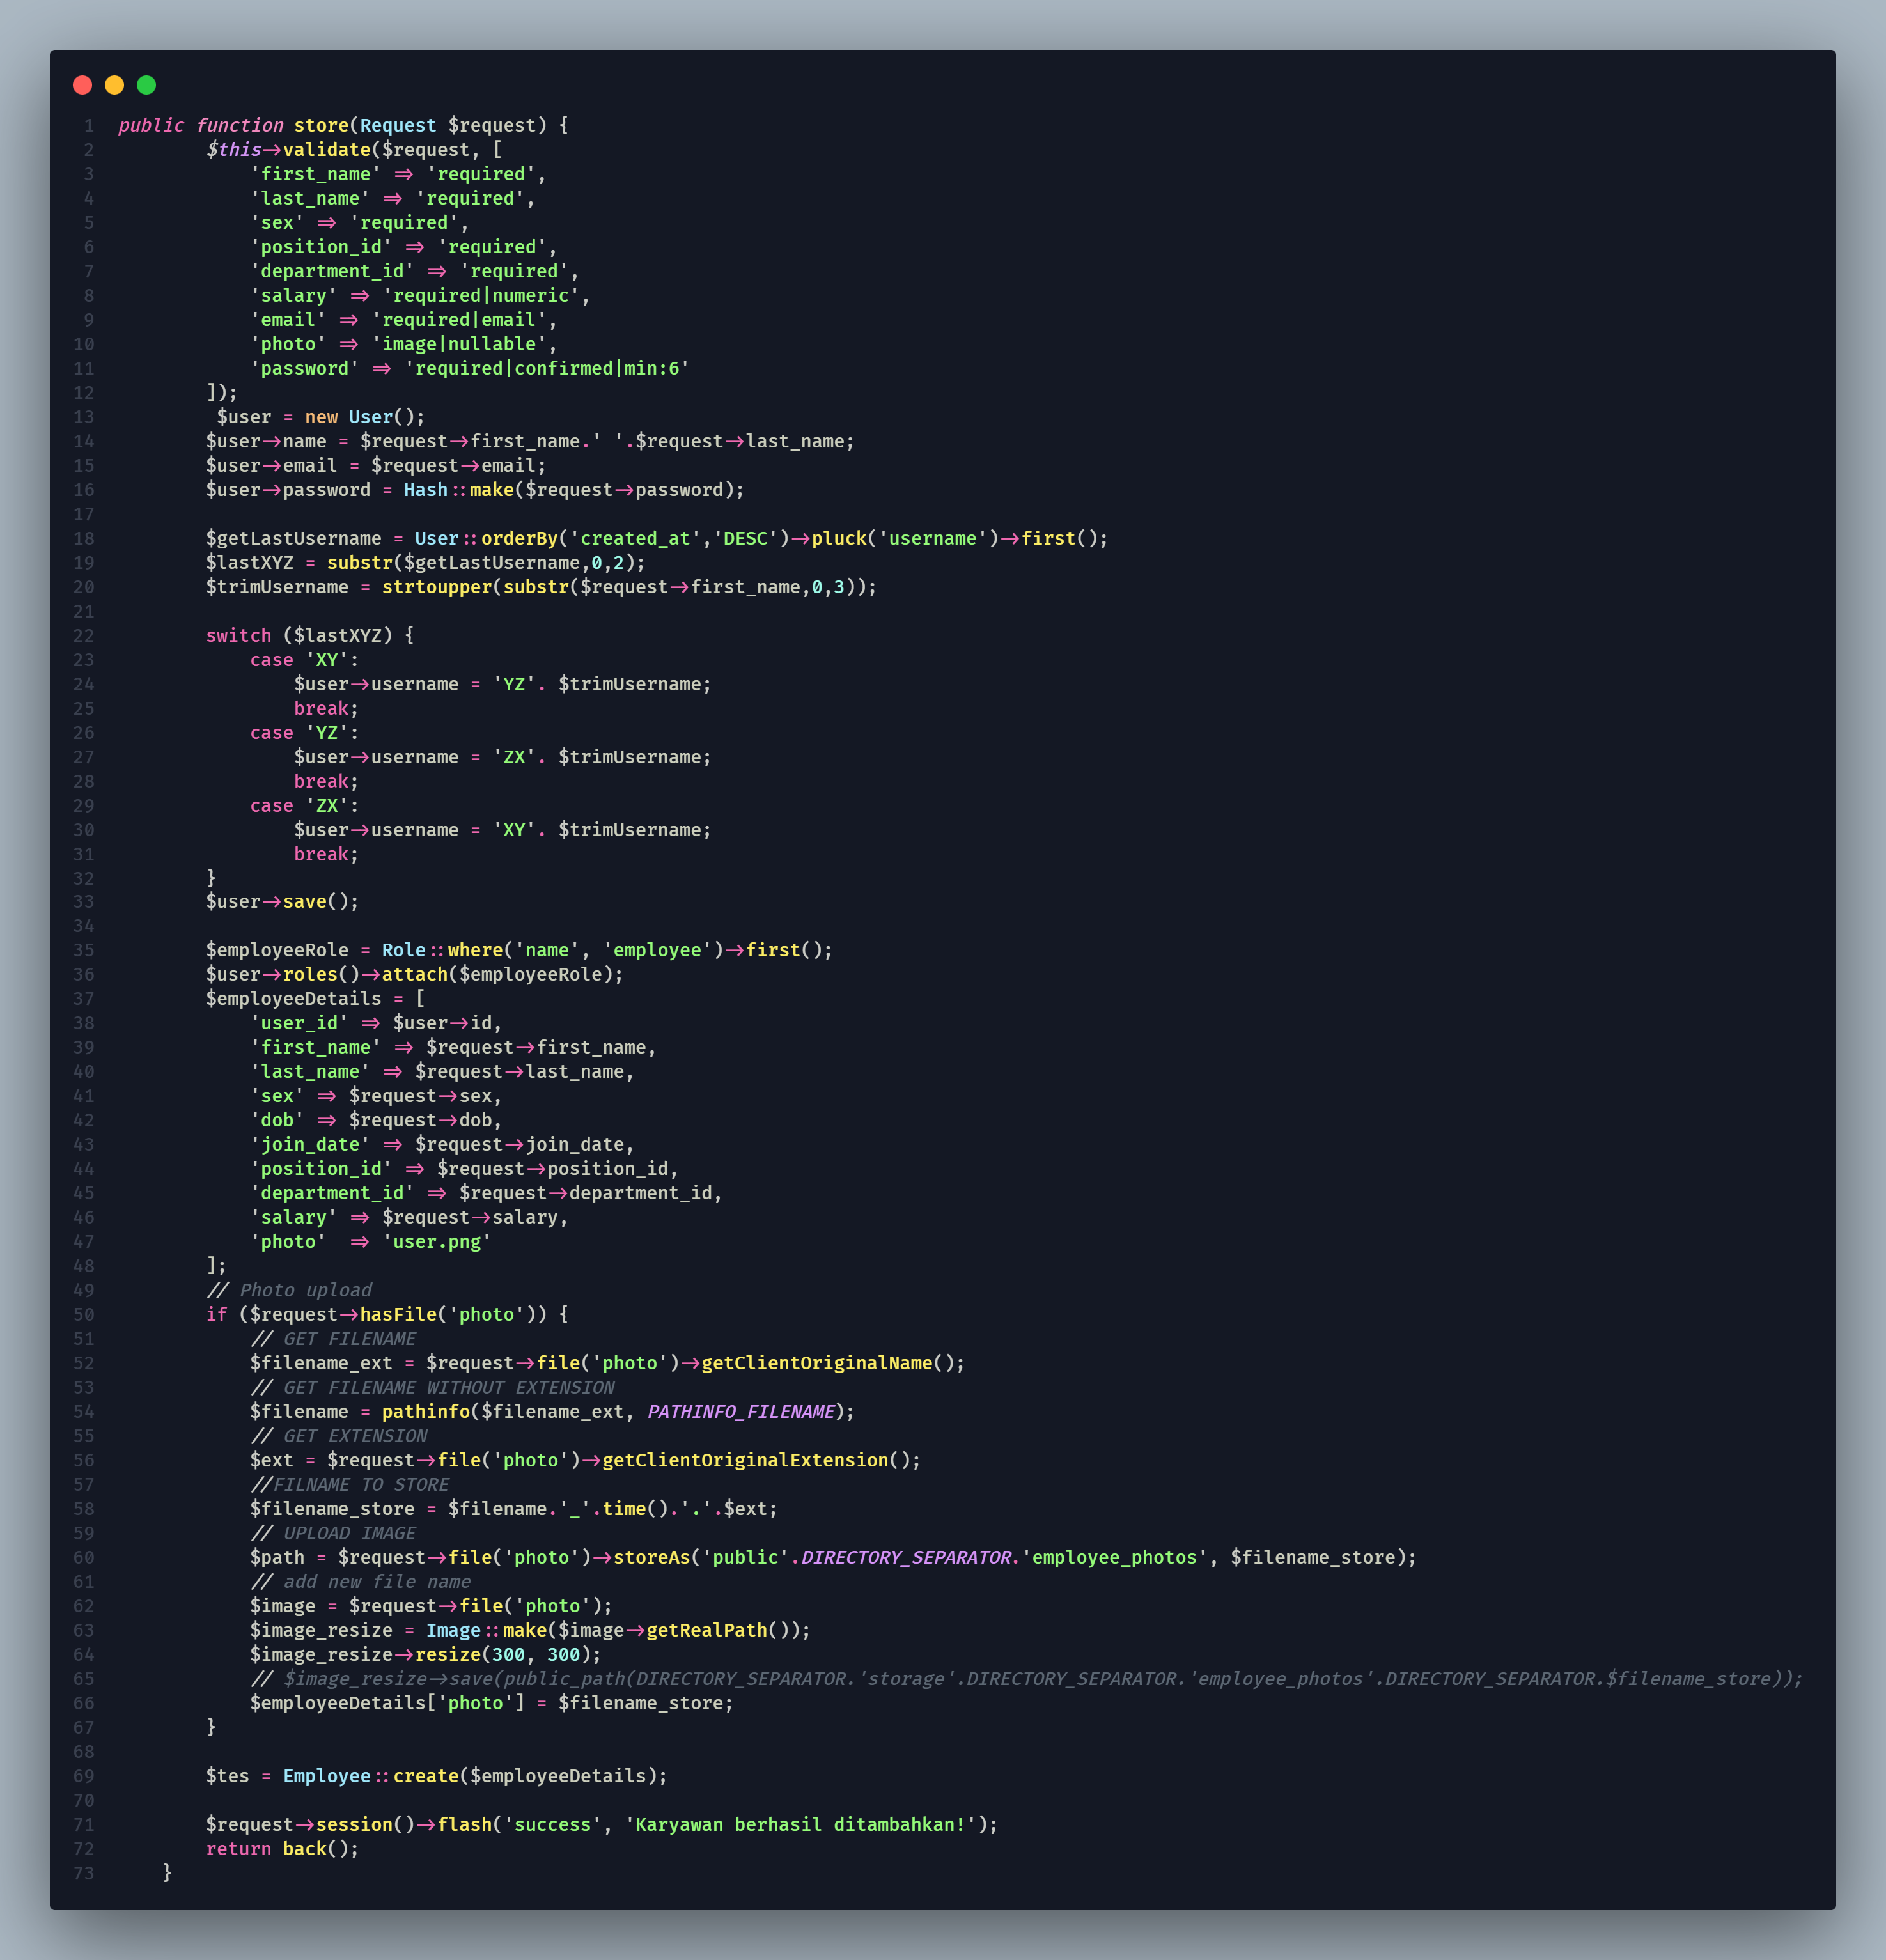 1 public function store(Request $request) {
2 $this->validate($request, [
3 'first_name' => 'required',
4 'last_name' => 'required',
5 'sex' => 'required',
6 'position_id' => 'required',
7 'department_id' => 'required',
8 'salary' => 'required|numeric',
9 'email' => 'required|email',
10 'photo' => 'image|nullable',
11 'password' => 'required|confirmed|min:6'
12 ]);
13 $user = new User();
14 $user->name = $request->first_name.' '.$request->last_name;
15 $user->email = $request->email;
16 $user->password = Hash::make($request->password);
17
18 $getLastUsername = User::orderBy('created_at','DESC')->pluck('username')->first();
19 $lastXYZ = substr($getLastUsername,0,2);
20 $trimUsername = strtoupper(substr($request->first_name,0,3));
21
22 switch ($lastXYZ) {
23 case 'XY':
24 $user->username = 'YZ'. $trimUsername;
25 break;
26 case 'YZ':
27 $user->username = 'ZX'. $trimUsername;
28 break;
29 case 'ZX':
30 $user->username = 'XY'. $trimUsername;
31 break;
32 }
33 $user->save();
34
35 $employeeRole = Role::where('name', 'employee')->first();
36 $user->roles()->attach($employeeRole);
37 $employeeDetails = [
38 'user_id' => $user->id,
39 'first_name' => $request->first_name,
40 'last_name' => $request->last_name,
41 'sex' => $request->sex,
42 'dob' => $request->dob,
43 'join_date' => $request->join_date,
44 'position_id' => $request->position_id,
45 'department_id' => $request->department_id,
46 'salary' => $request->salary,
47 'photo'  => 'user.png'
48 ];
49 // Photo upload
50 if ($request->hasFile('photo')) {
51 // GET FILENAME
52 $filename_ext = $request->file('photo')->getClientOriginalName();
53 // GET FILENAME WITHOUT EXTENSION
54 $filename = pathinfo($filename_ext, PATHINFO_FILENAME);
55 // GET EXTENSION
56 $ext = $request->file('photo')->getClientOriginalExtension();
57 //FILNAME TO STORE
58 $filename_store = $filename.'_'.time().'.'.$ext;
59 // UPLOAD IMAGE
60 $path = $request->file('photo')->storeAs('public'.DIRECTORY_SEPARATOR.'employee_photos', $filename_store);
61 // add new file name
62 $image = $request->file('photo');
63 $image_resize = Image::make($image->getRealPath());
64 $image_resize->resize(300, 300);
65 // $image_resize->save(public_path(DIRECTORY_SEPARATOR.'storage'.DIRECTORY_SEPARATOR.'employee_photos'.DIRECTORY_SEPARATOR.$filename_store));
66 $employeeDetails['photo'] = $filename_store;
67 }
68
69 $tes = Employee::create($employeeDetails);
70
71 $request->session()->flash('success', 'Karyawan berhasil ditambahkan!');
72 return back();
73 }